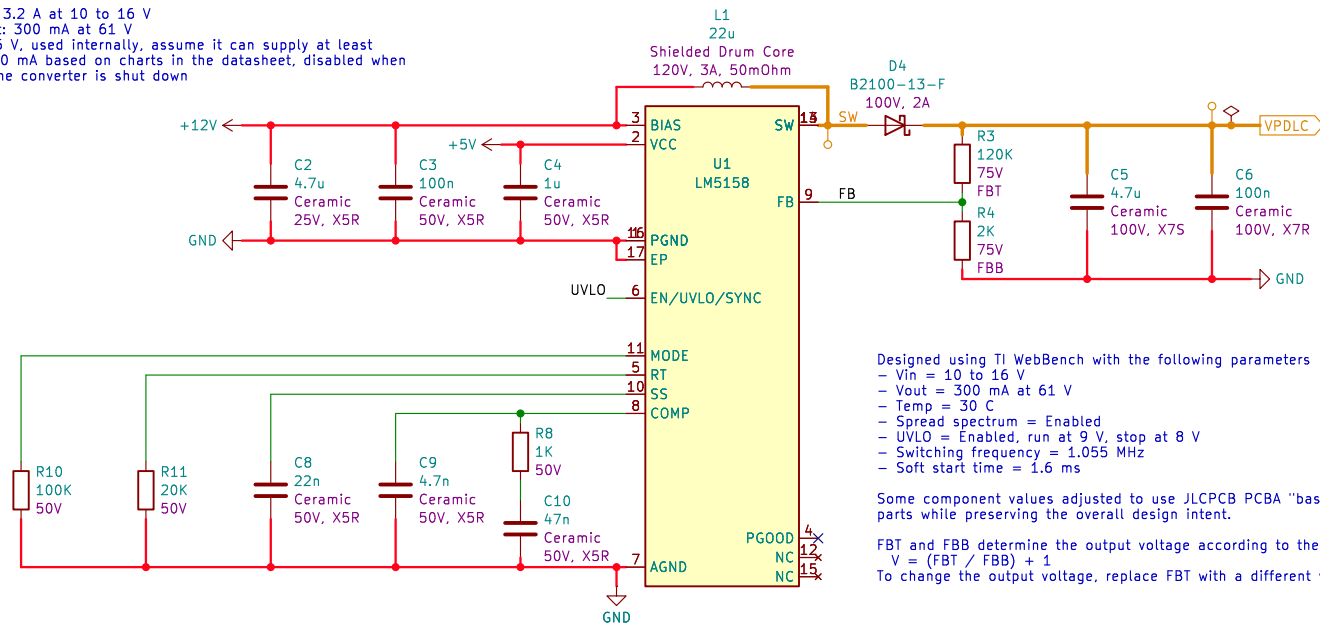 3.2 A at 10 to 16 V
: 300 mA at 61 V
V, used internally, assume it can supply at least
0 mA based on charts in the datasheet, disabled when
converter is shut down
L1
22u
Shielded Drum Core
120V, 3A, 50mOhm
D4
B2100-13-F
100V, 2A
+12V
3
BIAS
SW
SW
VPDLC
2
VCC
+5V
R3
120K
75V
FBT
C2
4.7u
Ceramic
25V, X5R
C3
100n
Ceramic
50V, X5R
C4
1u
Ceramic
50V, X5R
U1
LM5158
C5
4.7u
Ceramic
100V, X7S
C6
100n
Ceramic
100V, X7R
FB
9
FB
R4
2K
75V
FBB
GND
PGND
17
EP
GND
UVLO
6
EN/UVLO/SYNC
11
MODE
5
RT
10
SS
8
COMP
Designed using TI WebBench with the following parameters
- Vin = 10 to 16 V
- Vout = 300 mA at 61 V
- Temp = 30 C
- Spread spectrum = Enabled
- UVLO = Enabled, run at 9 V, stop at 8 V
- Switching frequency = 1.055 MHz
- Soft start time = 1.6 ms
R10
100K
50V
R11
20K
50V
C8
22n
Ceramic
50V, X5R
C9
4.7n
Ceramic
50V, X5R
R8
1K
50V
C10
47n
Ceramic
50V, X5R
Some component values adjusted to use JLCPCB PCBA "bas
parts while preserving the overall design intent.
PGOOD
4
NC
12
NC
15
FBT and FBB determine the output voltage according to the
V = (FBT / FBB) + 1
To change the output voltage, replace FBT with a different
7
AGND
GND